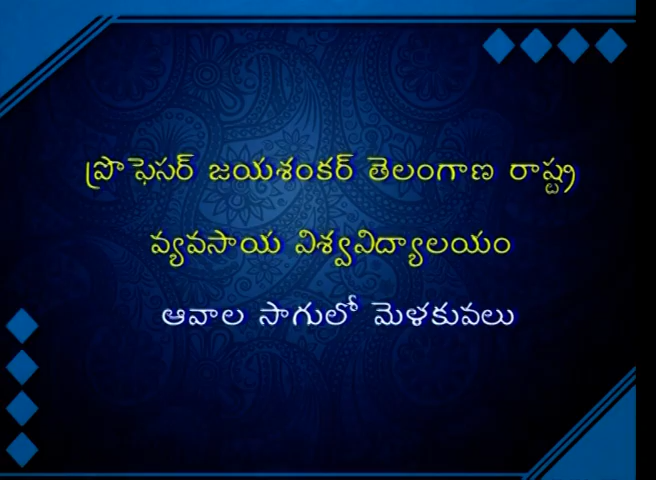 ప్రొఫెసర్ జయశంకర్ తెలంగాణ రాష్ట్ర
వ్యవసాయ విశ్వవిద్యాలయం
ఆవాల సాగులో మెళకువలు